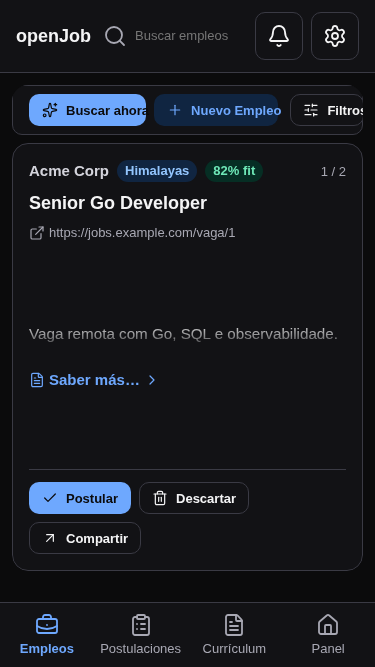 openJob
Buscar empleos
Buscar ahora
Nuevo Empleo
Filtros
Acme Corp
Himalayas
82% fit
1 / 2
Senior Go Developer
https://jobs.example.com/vaga/1
Vaga remota com Go, SQL e observabilidade.
Saber más…
Postular
Descartar
Compartir
Empleos
Postulaciones
Currículum
Panel